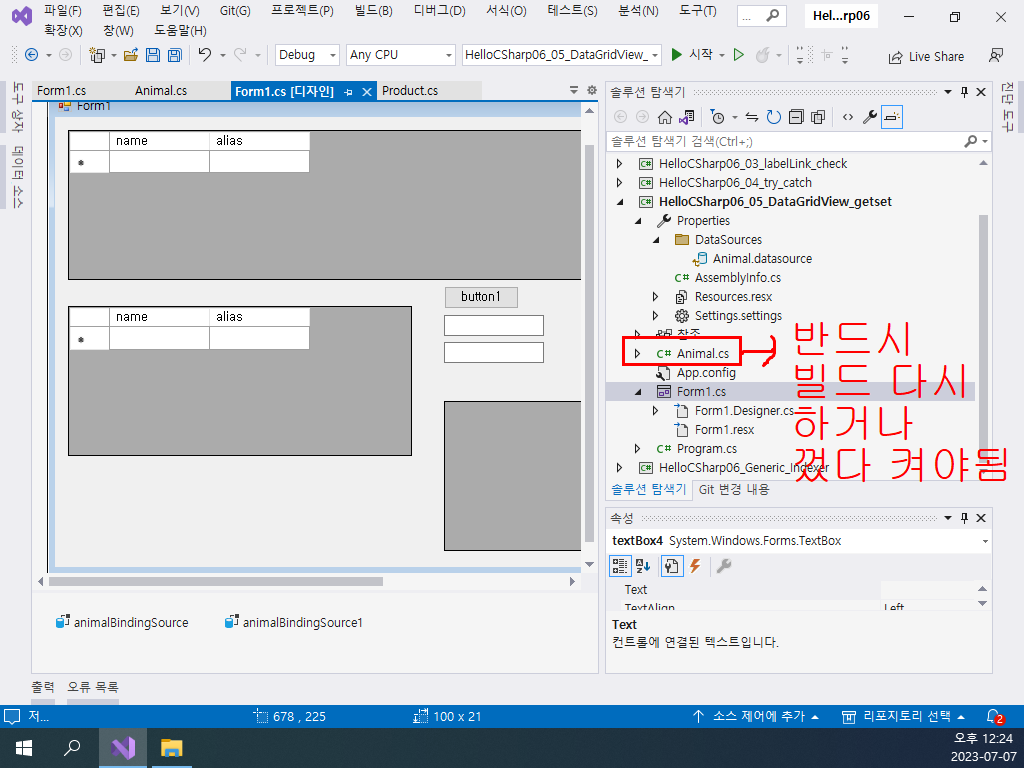 파일(F) 편집(E) 보기(V) Git(G) 프로젝트(P) 빌드(B) 디버그(D) 서식(O) 테스트(S) 분석(N) 도구(T)
... Hel...rp06
확장(X) 창(W) 도움말(H)
Debug Any CPU HelloCSharp06_05_DataGridView_ 시작 Live Share
도구 상자
데이터 소스
Form1.cs Animal.cs Form1.cs [디자인] Product.cs
Form1
name alias
name alias
button1
animalBindingSource animalBindingSource1
솔루션 탐색기
솔루션 탐색기 검색(Ctrl+;)
HelloCSharp06_03_labelLink_check
HelloCSharp06_04_try_catch
HelloCSharp06_05_DataGridView_getset
Properties
DataSources
Animal.datasource
C# AssemblyInfo.cs
Resources.resx
Settings.settings
참조
C# Animal.cs
App.config
Form1.cs
Form1.Designer.cs
Form1.resx
C# Program.cs
HelloCSharp06_Generic_Indexer
반드시
빌드 다시
하거나
껐다 켜야됨
솔루션 탐색기 Git 변경 내용
진단 도구
속성
textBox4 System.Windows.Forms.TextBox
Text
TextAlign Left
Text
컨트롤에 연결된 텍스트입니다.
출력 오류 목록
저... 678 , 225 100 x 21 소스 제어에 추가 리포지토리 선택 2
오후 12:24
2023-07-07